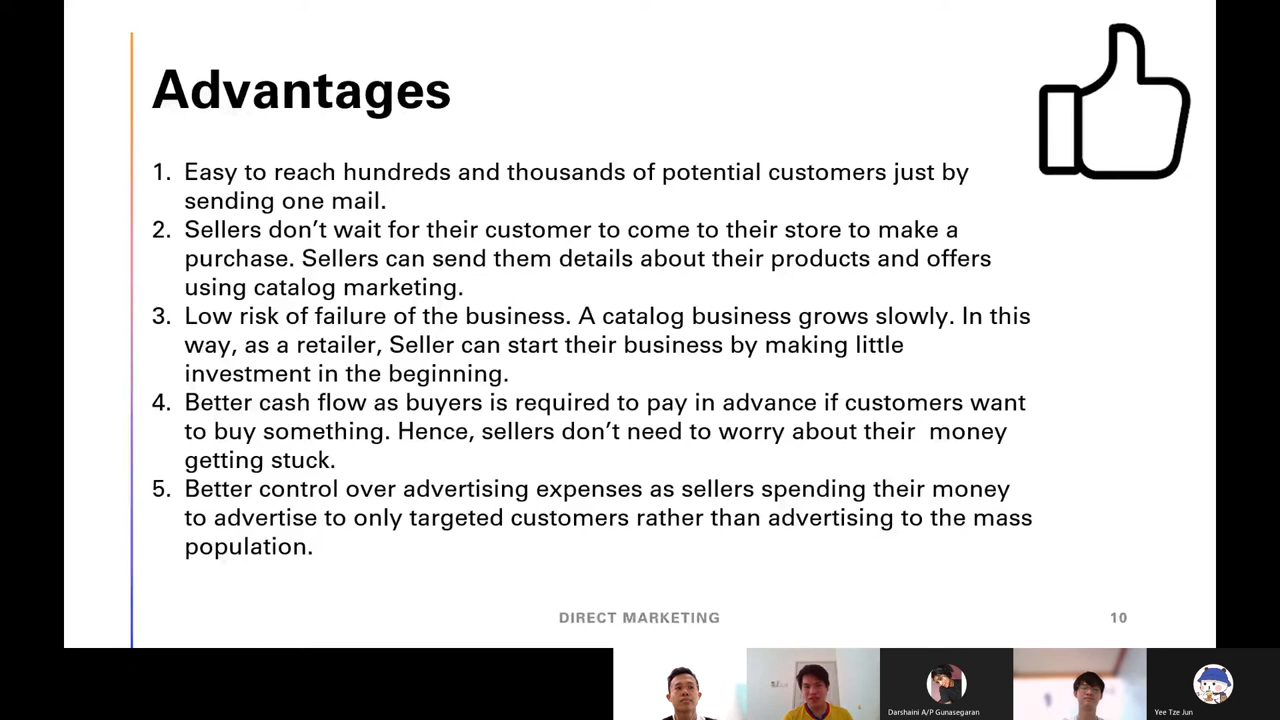 Advantages
1. Easy to reach hundreds and thousands of potential customers just by
sending one mail.
2. Sellers don’t wait for their customer to come to their store to make a
purchase. Sellers can send them details about their products and offers
using catalog marketing.
3. Low risk of failure of the business. A catalog business grows slowly. In this
way, as a retailer, Seller can start their business by making little
investment in the beginning.
4. Better cash flow as buyers is required to pay in advance if customers want
to buy something. Hence, sellers don’t need to worry about their  money
getting stuck.
5. Better control over advertising expenses as sellers spending their money
to advertise to only targeted customers rather than advertising to the mass
population.
DIRECT MARKETING
10
Darshaini A/P Gunasegaran
Yee Tze Jun